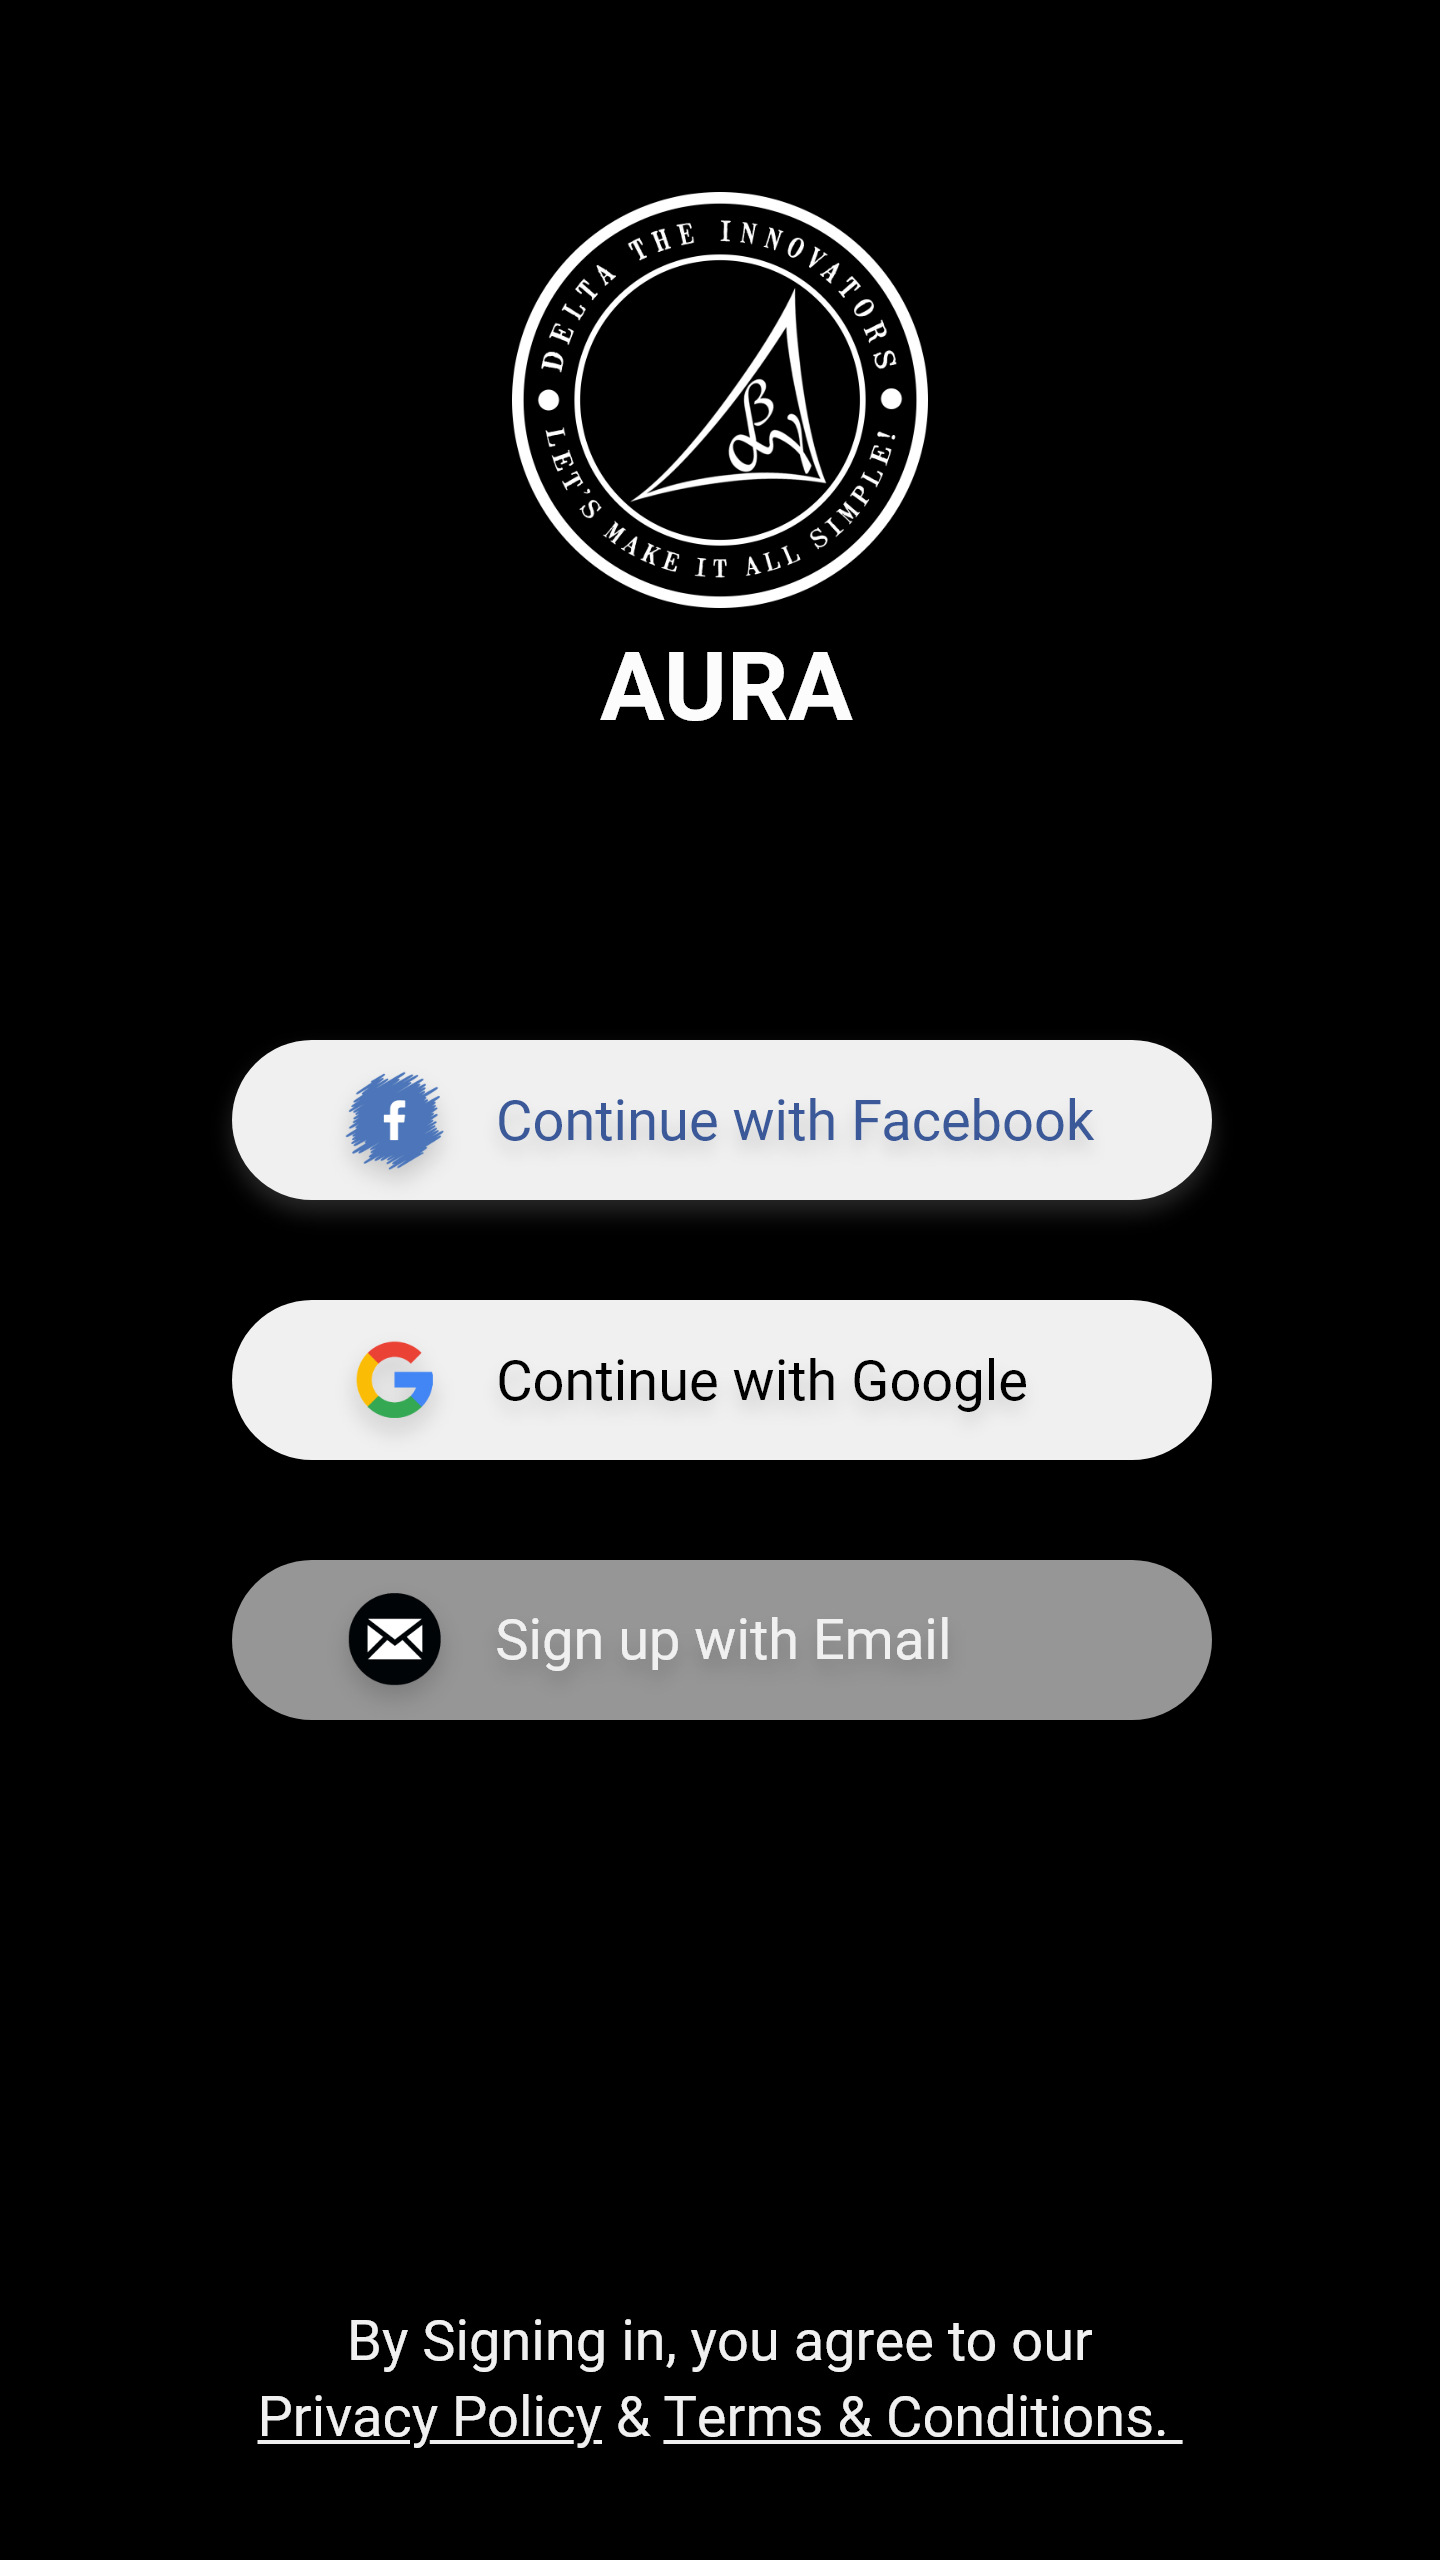 DELTA THE INNOVATORS
αβγ
LET'S MAKE IT ALL SIMPLE!
AURA
Continue with Facebook
Continue with Google
Sign up with Email
By Signing in, you agree to our
Privacy Policy & Terms & Conditions.